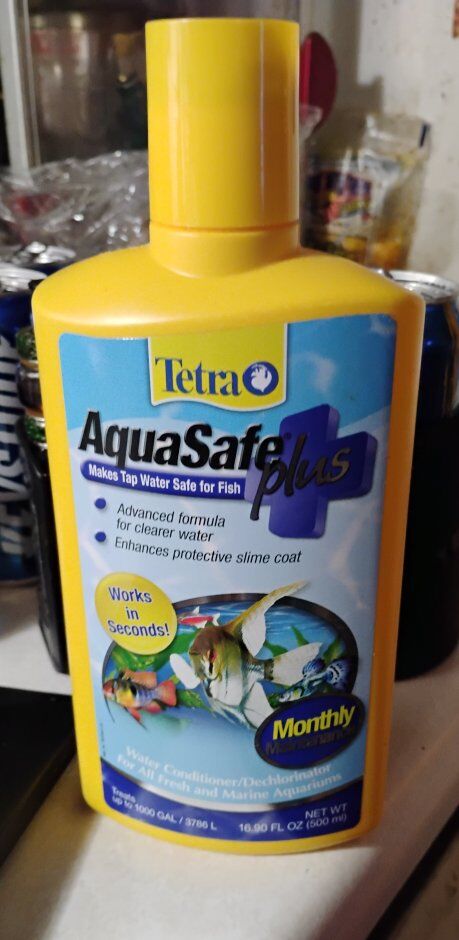 Tetra
AquaSafe® plus
Makes Tap Water Safe for Fish
Advanced formula
for clearer water
Enhances protective slime coat
Works
in
Seconds!
Monthly
Maintenance
Water Conditioner/Dechlorinator
For All Fresh and Marine Aquariums
Treats
up to 1000 GAL / 3786 L
NET WT
16.90 FL OZ (500 ml)